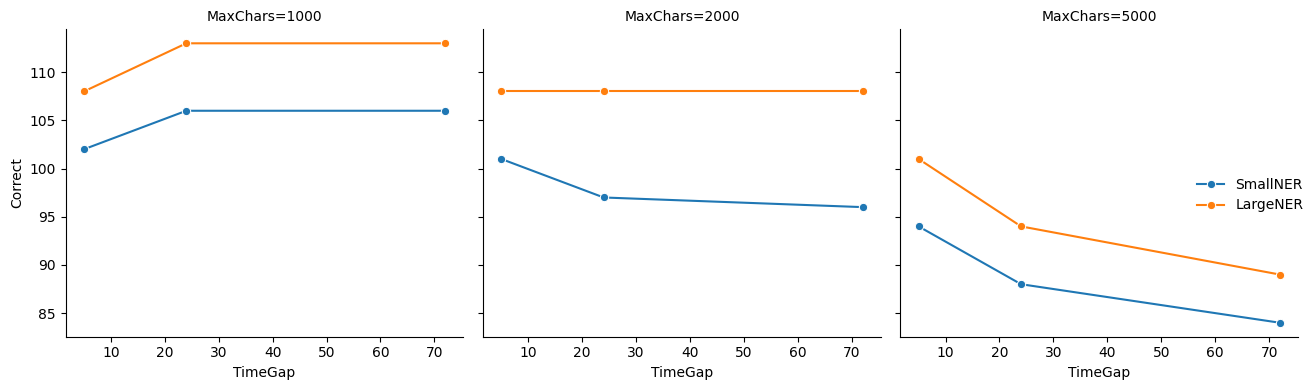 MaxChars=1000
MaxChars=2000
MaxChars=5000
Correct
110
105
100
95
90
85
10 20 30 40 50 60 70
10 20 30 40 50 60 70
10 20 30 40 50 60 70
TimeGap
TimeGap
TimeGap
SmallNER
LargeNER